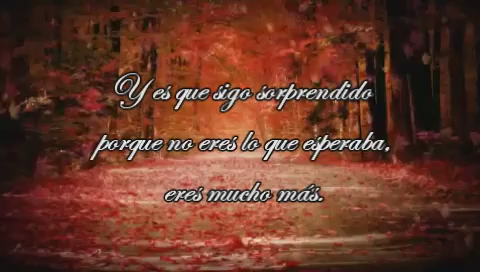 Y es que sigo sorprendido
porque no eres lo que esperaba,
eres mucho más.